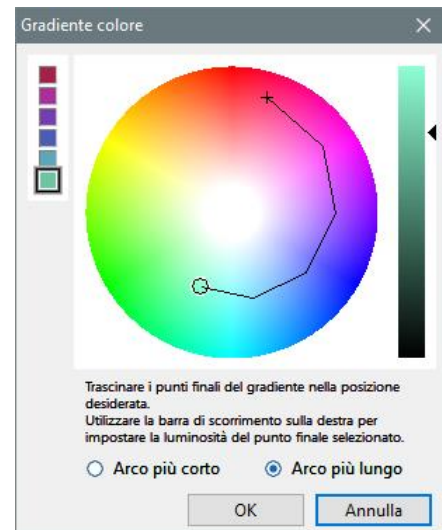 Gradiente colore
Trascinare i punti finali del gradiente nella posizione
desiderata.
Utilizzare la barra di scorrimento sulla destra per
impostare la luminosità del punto finale selezionato.
Arco più corto Arco più lungo
OK Annulla